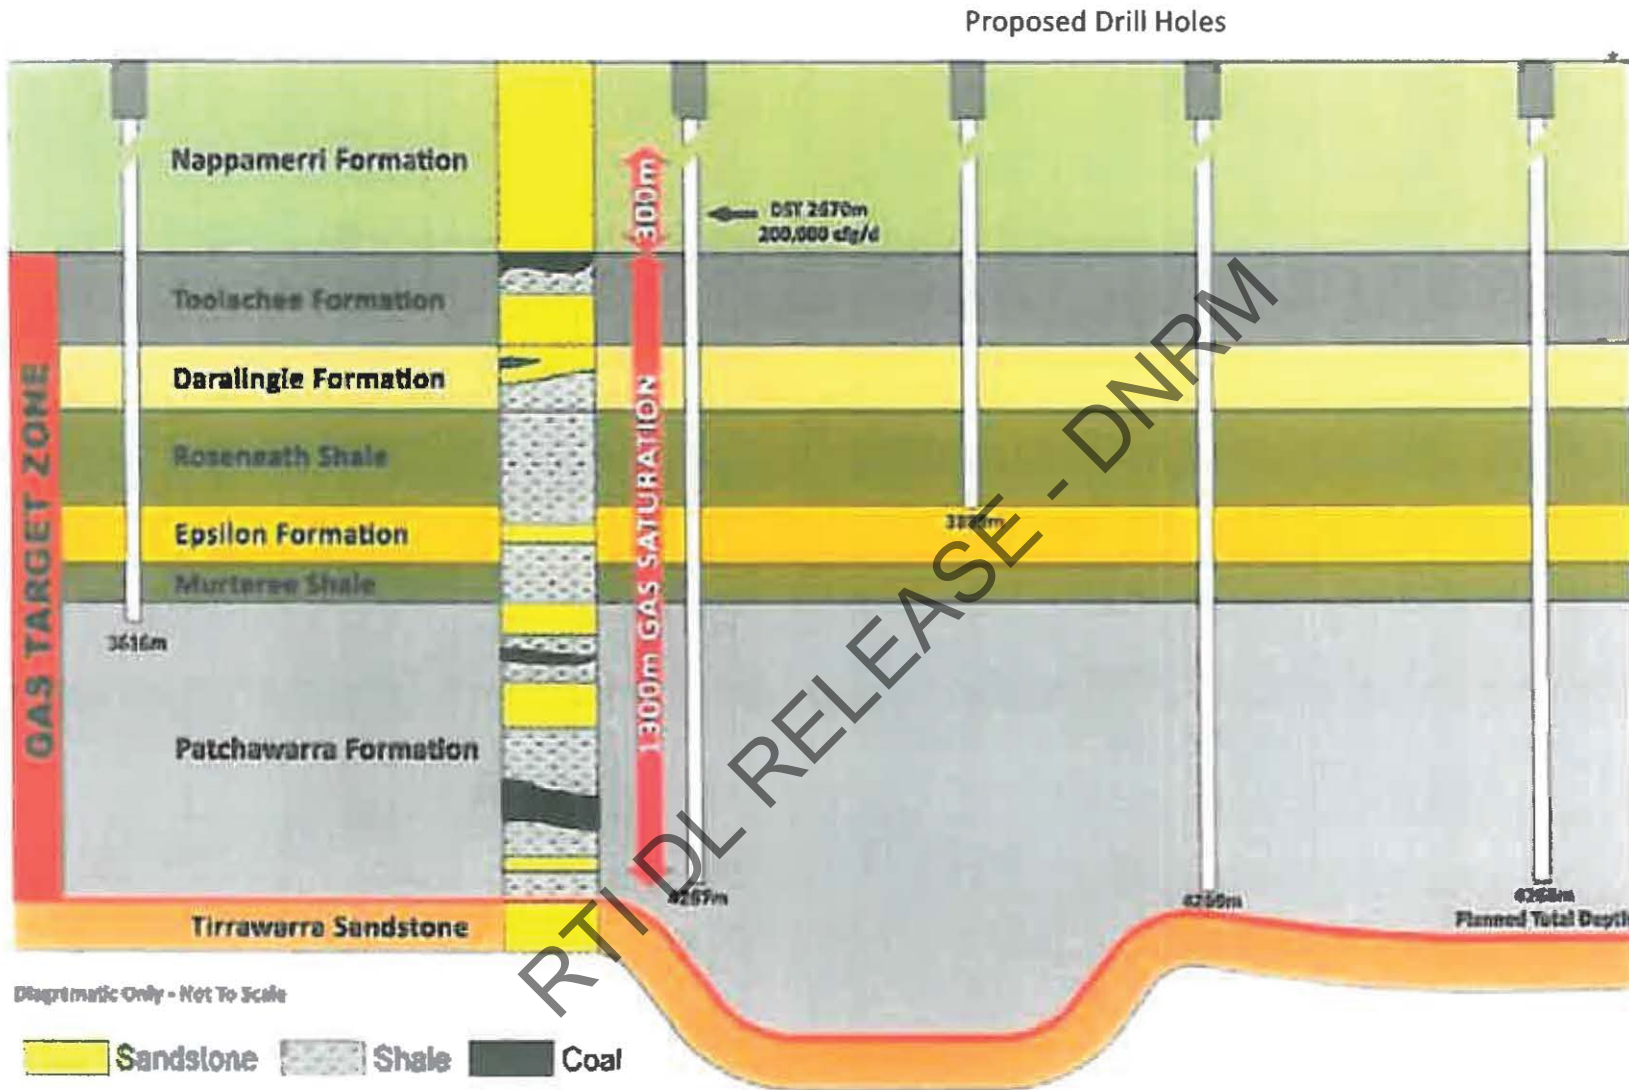 Proposed Drill Holes
Nappamerri Formation
300m
DST 2670m
200,000 cfg/d
Toolachee Formation
Daralingie Formation
Roseneath Shale
Epsilon Formation
Murteree Shale
3616m
GAS TARGET ZONE
1300m GAS SATURATION
Patchawarra Formation
4267m
Planned Total Depth
Tirrawarra Sandstone
Diagrammatic Only - Not To Scale
Sandstone
Shale
Coal
RTI DL RELEASE - DNRM